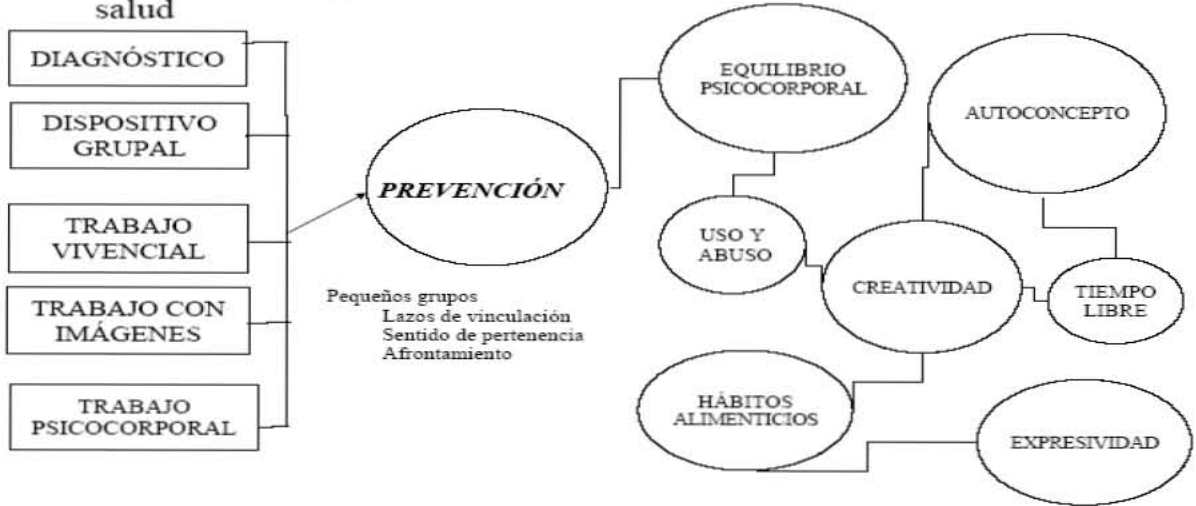 salud
DIAGNÓSTICO
DISPOSITIVO
GRUPAL
TRABAJO
VIVENCIAL
TRABAJO CON
IMÁGENES
TRABAJO
PSICOCORPORAL
PREVENCIÓN
Pequeños grupos
Lazos de vinculación
Sentido de pertenencia
Afrontamiento
EQUILIBRIO
PSICOCORPORAL
AUTOCONCEPTO
USO Y
ABUSO
CREATIVIDAD
TIEMPO
LIBRE
HÁBITOS
ALIMENTICIOS
EXPRESIVIDAD